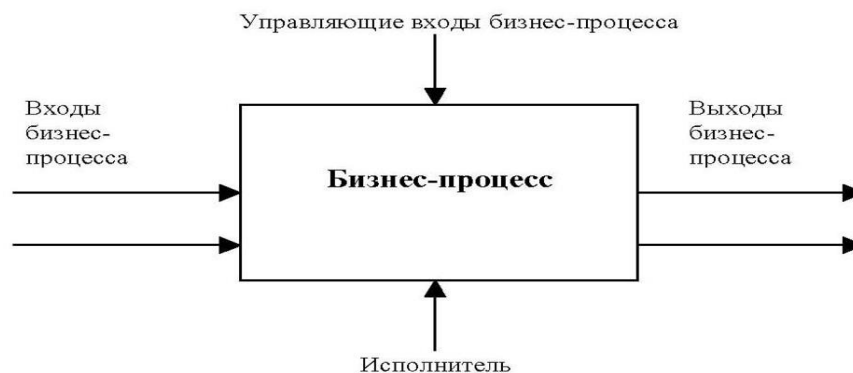 Управляющие входы бизнес-процесса
Входы
бизнес-
процесса
Выходы
бизнес-
процесса
Бизнес-процесс
Исполнитель